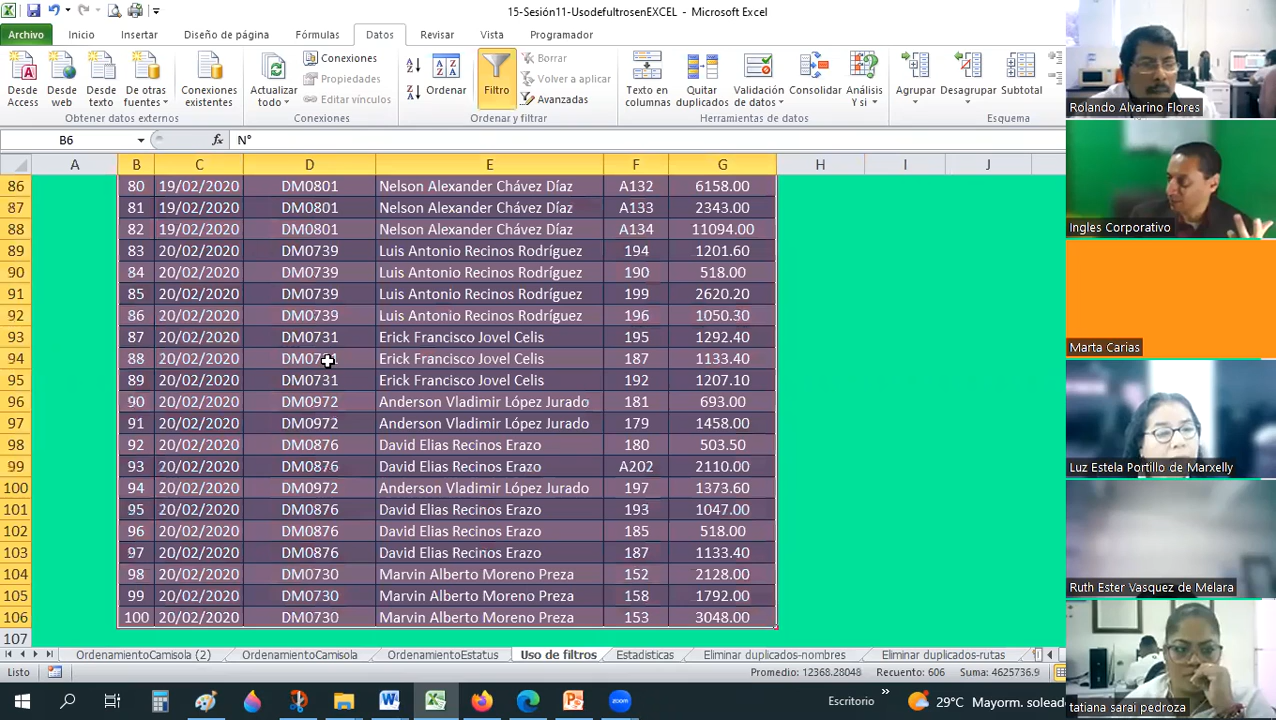 15-Sesión11-UsodefultrosenEXCEL - Microsoft Excel
Archivo Inicio Insertar Diseño de página Fórmulas Datos Revisar Vista Programador
Desde Access
Desde web
Desde texto
De otras fuentes
Conexiones existentes
Actualizar todo
Conexiones
Propiedades
Editar vínculos
Ordenar
Filtro
Borrar
Volver a aplicar
Avanzadas
Texto en columnas
Quitar duplicados
Validación de datos
Consolidar
Análisis Y si
Agrupar
Desagrupar
Subtotal
Obtener datos externos Conexiones Ordenar y filtrar Herramientas de datos Esquema
B6 fx N°
A B C D E F G H I J
86 80 19/02/2020 DM0801 Nelson Alexander Chávez Díaz A132 6158.00
87 81 19/02/2020 DM0801 Nelson Alexander Chávez Díaz A133 2343.00
88 82 19/02/2020 DM0801 Nelson Alexander Chávez Díaz A134 11094.00
89 83 20/02/2020 DM0739 Luis Antonio Recinos Rodríguez 194 1201.60
90 84 20/02/2020 DM0739 Luis Antonio Recinos Rodríguez 190 518.00
91 85 20/02/2020 DM0739 Luis Antonio Recinos Rodríguez 199 2620.20
92 86 20/02/2020 DM0739 Luis Antonio Recinos Rodríguez 196 1050.30
93 87 20/02/2020 DM0731 Erick Francisco Jovel Celis 195 1292.40
94 88 20/02/2020 Erick Francisco Jovel Celis 187 1133.40
95 89 20/02/2020 DM0731 Erick Francisco Jovel Celis 192 1207.10
96 90 20/02/2020 DM0972 Anderson Vladimir López Jurado 181 693.00
97 91 20/02/2020 DM0972 Anderson Vladimir López Jurado 179 1458.00
98 92 20/02/2020 DM0876 David Elias Recinos Erazo 180 503.50
99 93 20/02/2020 DM0876 David Elias Recinos Erazo A202 2110.00
100 94 20/02/2020 DM0972 Anderson Vladimir López Jurado 197 1373.60
101 95 20/02/2020 DM0876 David Elias Recinos Erazo 193 1047.00
102 96 20/02/2020 DM0876 David Elias Recinos Erazo 185 518.00
103 97 20/02/2020 DM0876 David Elias Recinos Erazo 187 1133.40
104 98 20/02/2020 DM0730 Marvin Alberto Moreno Preza 152 2128.00
105 99 20/02/2020 DM0730 Marvin Alberto Moreno Preza 158 1792.00
106 100 20/02/2020 DM0730 Marvin Alberto Moreno Preza 153 3048.00
107
OrdenamientoCamisola (2) OrdenamientoCamisola OrdenamientoEstatus Uso de filtros Estadísticas Eliminar duplicados-nombres Eliminar duplicados-rutas
Listo Promedio: 12368.28048 Recuento: 606 Suma: 4625736.9
Escritorio » 29°C Mayorm. soleado
Rolando Alvarino Flores
Ingles Corporativo
Marta Carias
Luz Estela Portillo de Marxelly
Ruth Ester Vasquez de Melara
tatiana sarai pedroza